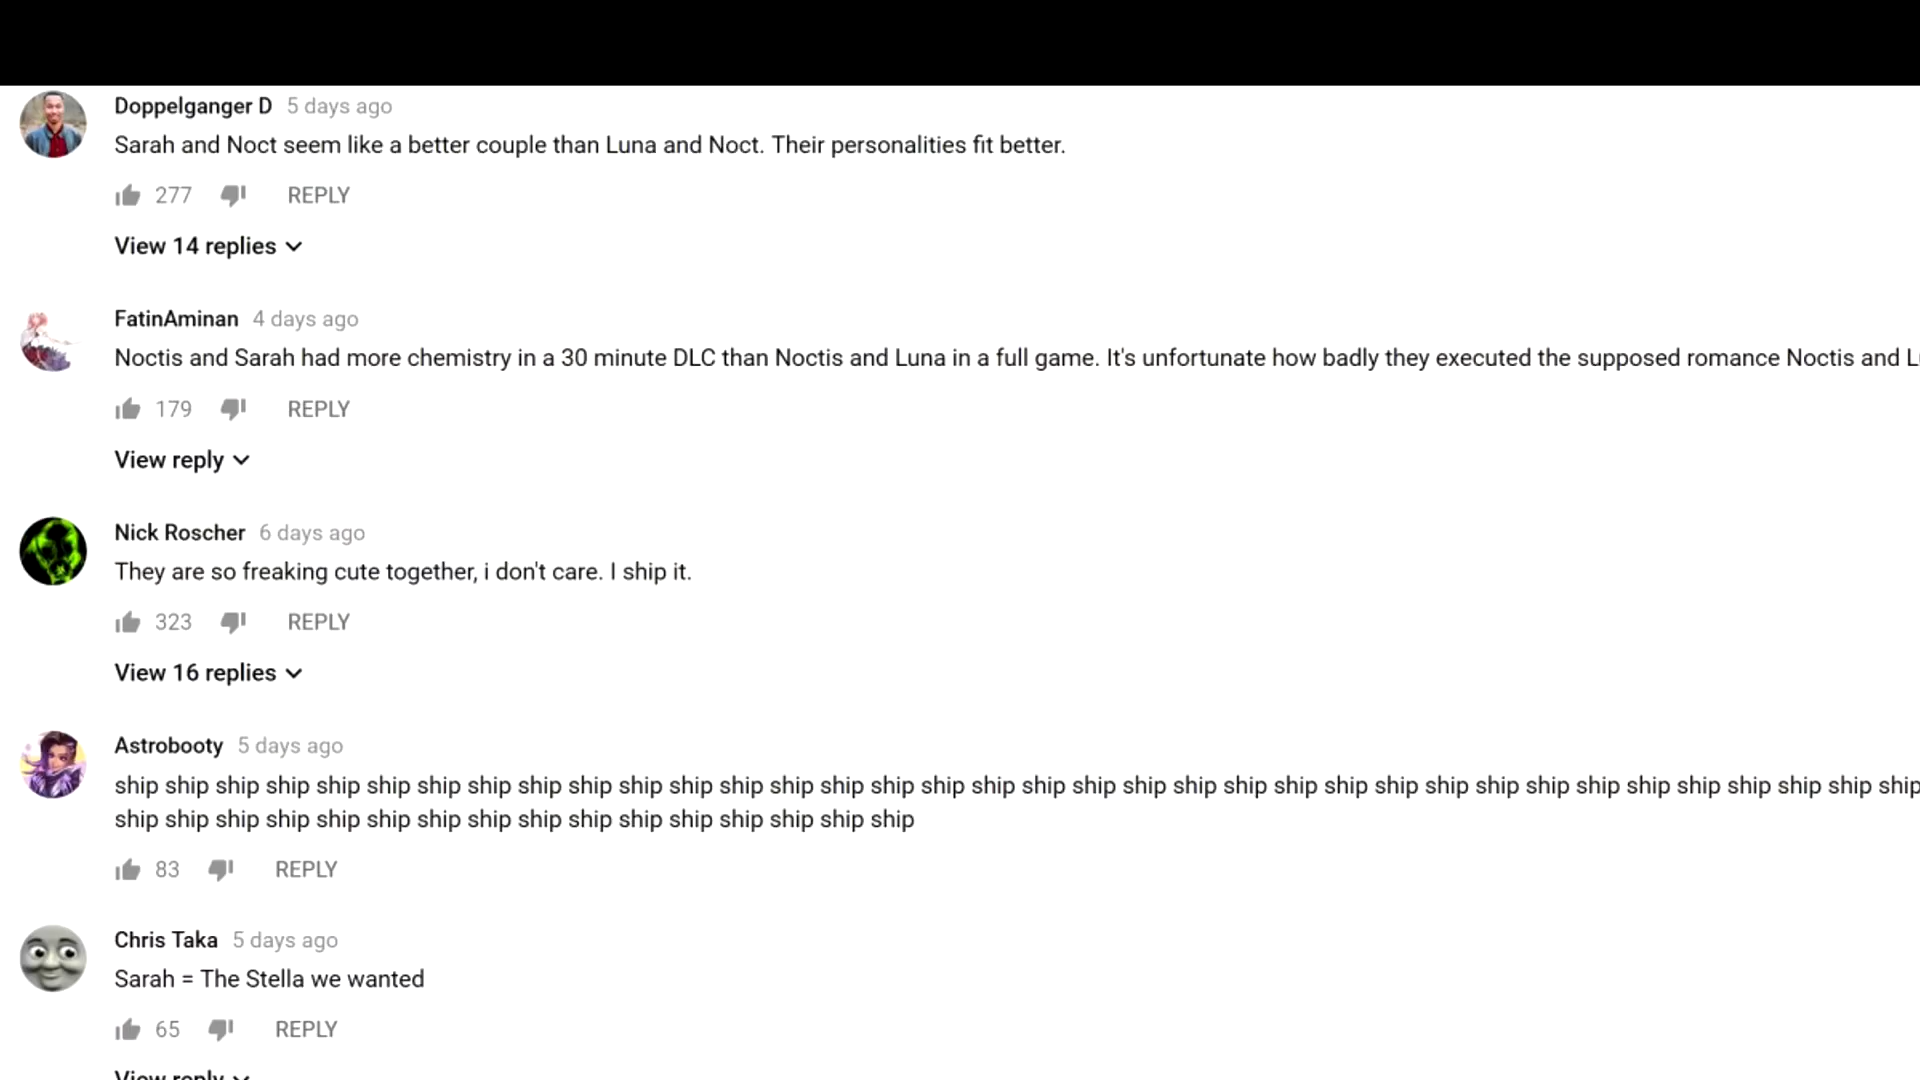 Doppelganger D 5 days ago
Sarah and Noct seem like a better couple than Luna and Noct. Their personalities fit better.
277 REPLY
View 14 replies
FatinAminan 4 days ago
Noctis and Sarah had more chemistry in a 30 minute DLC than Noctis and Luna in a full game. It's unfortunate how badly they executed the supposed romance Noctis and
179 REPLY
View reply
Nick Roscher 6 days ago
They are so freaking cute together, i don't care. I ship it.
323 REPLY
View 16 replies
Astrobooty 5 days ago
ship ship ship ship ship ship ship ship ship ship ship ship ship ship ship ship ship ship ship ship ship ship ship ship ship ship ship ship ship ship ship ship ship ship ship ship
ship ship ship ship ship ship ship ship ship ship ship ship ship ship ship ship
83 REPLY
Chris Taka 5 days ago
Sarah = The Stella we wanted
65 REPLY
View reply